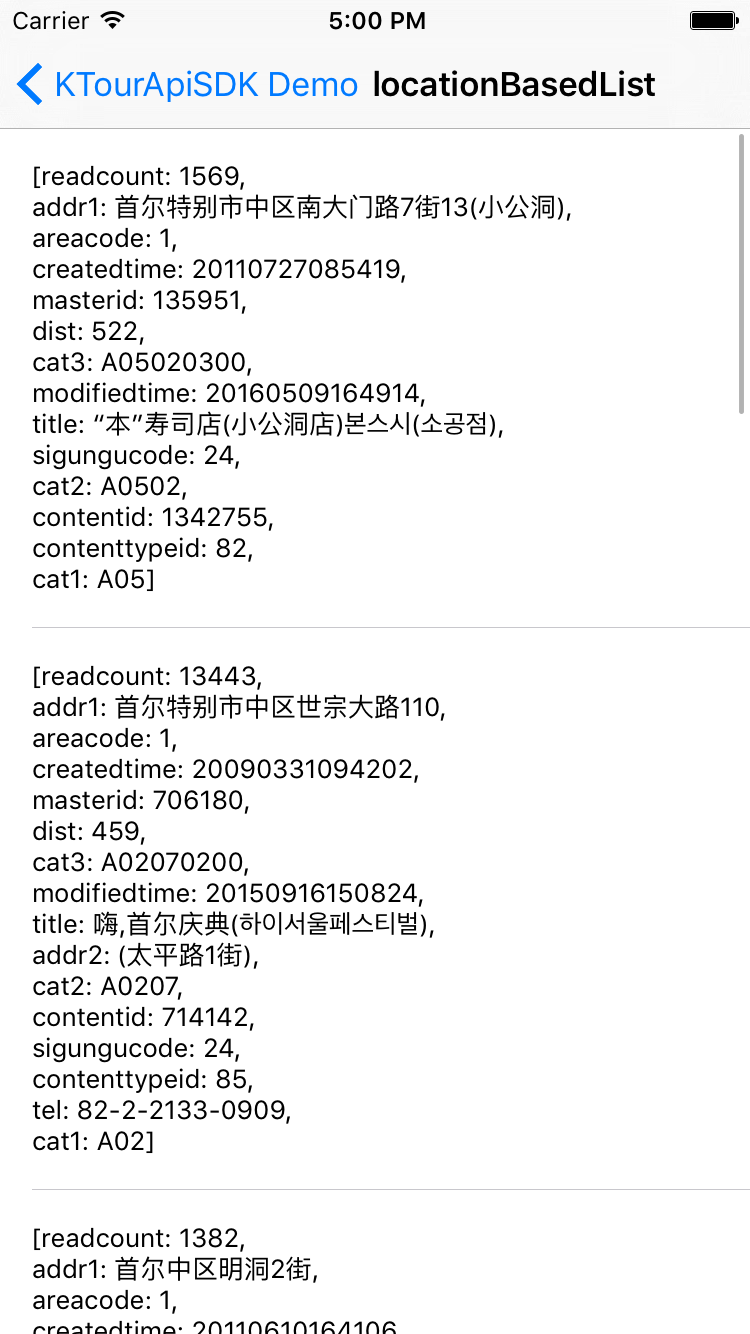 Carrier 5:00 PM
KTourApiSDK Demo locationBasedList
[readcount: 1569,
addr1: 首尔特别市中区南大门路7街13(小公洞),
areacode: 1,
createdtime: 20110727085419,
masterid: 135951,
dist: 522,
cat3: A05020300,
modifiedtime: 20160509164914,
title: “本”寿司店(小公洞店)본스시(소공점),
sigungucode: 24,
cat2: A0502,
contentid: 1342755,
contenttypeid: 82,
cat1: A05]
[readcount: 13443,
addr1: 首尔特别市中区世宗大路110,
areacode: 1,
createdtime: 20090331094202,
masterid: 706180,
dist: 459,
cat3: A02070200,
modifiedtime: 20150916150824,
title: 嗨,首尔庆典(하이서울페스티벌),
addr2: (太平路1街),
cat2: A0207,
contentid: 714142,
sigungucode: 24,
contenttypeid: 85,
tel: 82-2-2133-0909,
cat1: A02]
[readcount: 1382,
addr1: 首尔中区明洞2街,
areacode: 1,
createdtime: 20110610164106